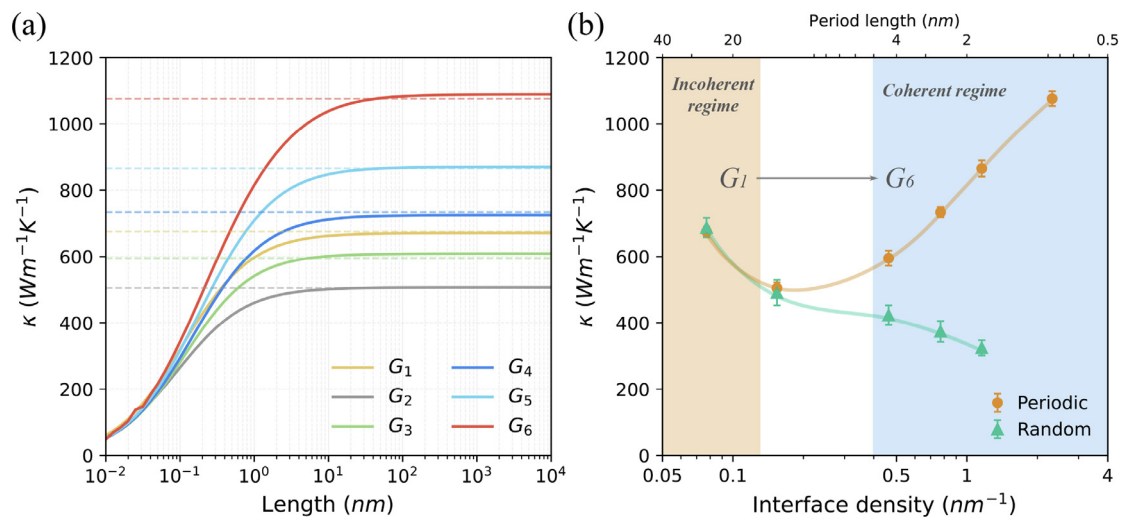 (a)
1200
1000
800
600
400
200
0
κ (Wm⁻¹K⁻¹)
10⁻² 10⁻¹ 10⁰ 10¹ 10² 10³ 10⁴
Length (nm)
G₁ G₄
G₂ G₅
G₃ G₆
(b)
Period length (nm)
40 20 4 2 0.5
1200
1000
800
600
400
200
0
κ (Wm⁻¹K⁻¹)
Incoherent
regime
Coherent regime
G₁ G₆
Periodic
Random
0.05 0.1 0.5 1 4
Interface density (nm⁻¹)